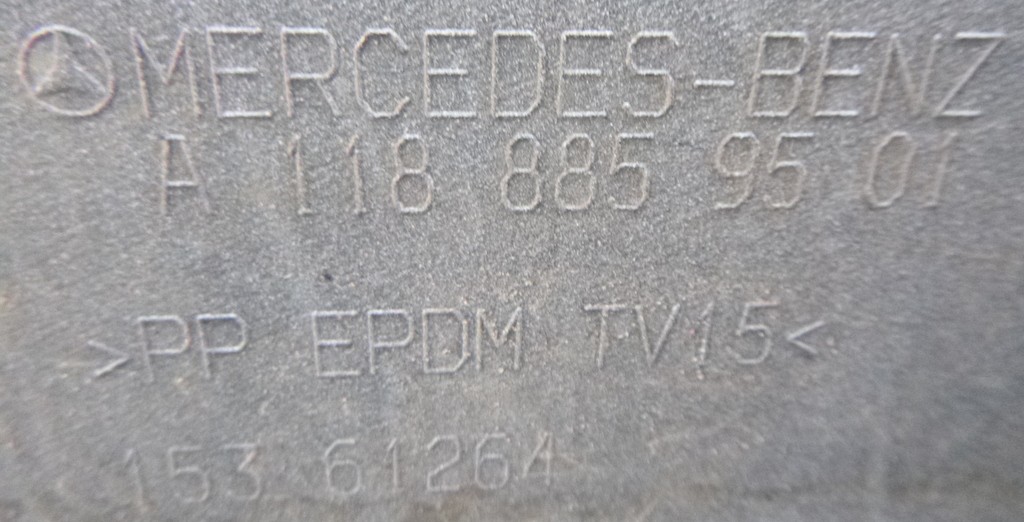 MERCEDES-BENZ
A 118 885 95 01
>PP EPDM TV15<
153 61264